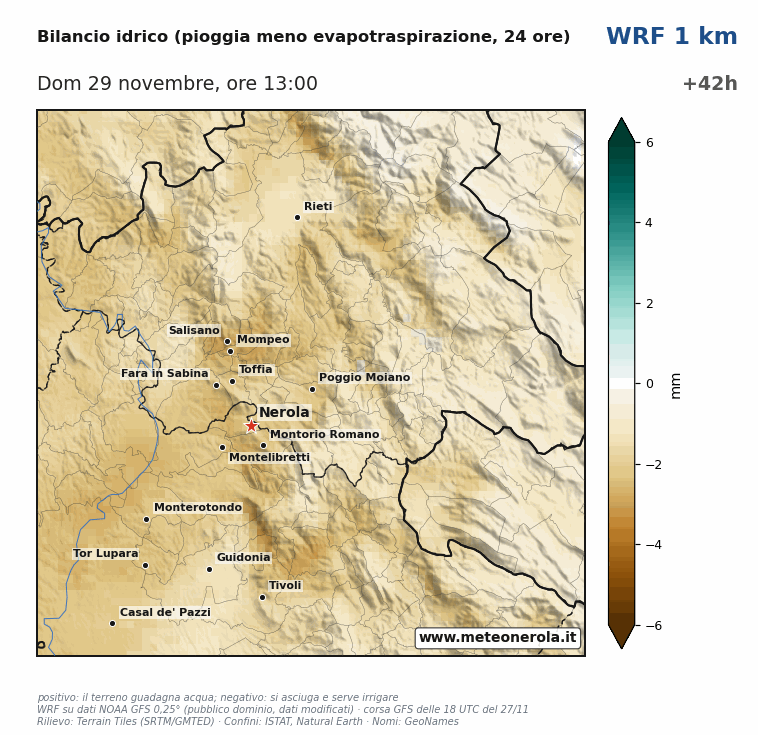 Bilancio idrico (pioggia meno evapotraspirazione, 24 ore)
WRF 1 km
Dom 29 novembre, ore 13:00
+42h
Rieti
Salisano
Mompeo
Toffia
Fara in Sabina
Poggio Moiano
Nerola
Montorio Romano
Montelibretti
Monterotondo
Tor Lupara
Guidonia
Tivoli
Casal de' Pazzi
www.meteonerola.it
6
4
2
0
−2
−4
−6
mm
positivo: il terreno guadagna acqua; negativo: si asciuga e serve irrigare
WRF su dati NOAA GFS 0,25° (pubblico dominio, dati modificati) · corsa GFS delle 18 UTC del 27/11
Rilievo: Terrain Tiles (SRTM/GMTED) · Confini: ISTAT, Natural Earth · Nomi: GeoNames